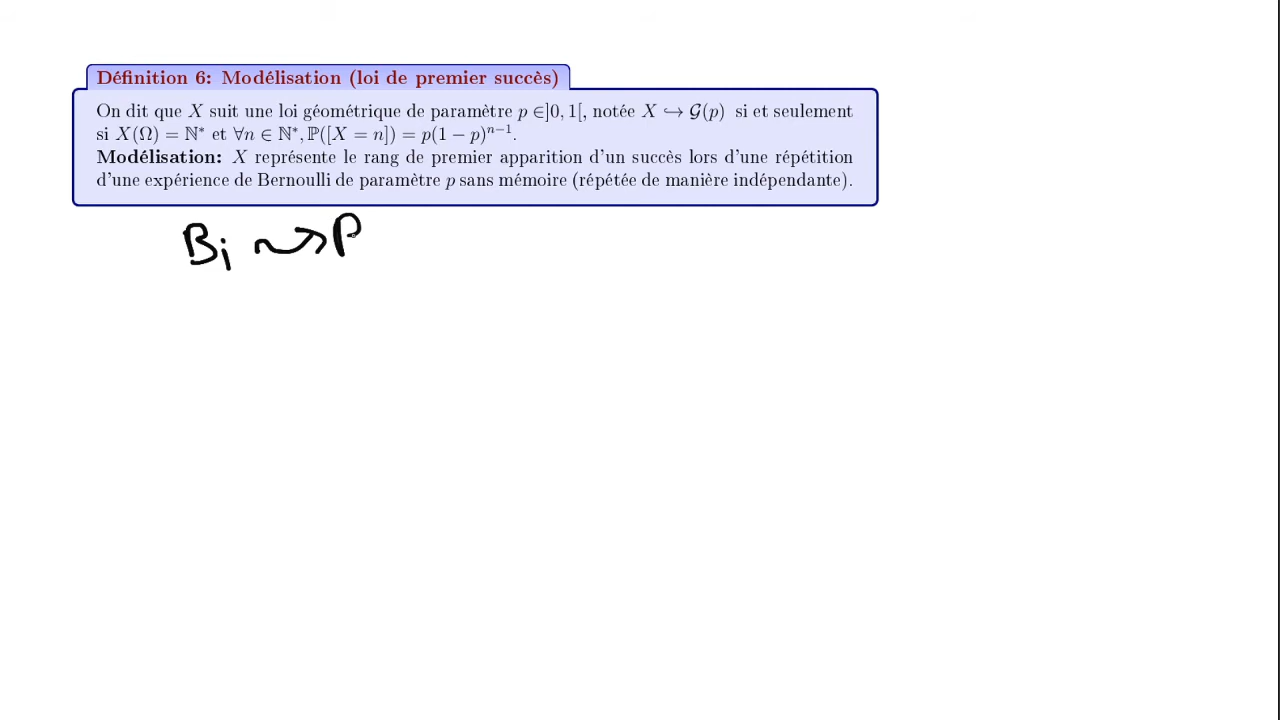 Définition 6: Modélisation (loi de premier succès)
On dit que X suit une loi géométrique de paramètre p ∈]0, 1[, notée X ↪ 𝒢(p) si et seulement
si X(Ω) = ℕ* et ∀n ∈ ℕ*, ℙ([X = n]) = p(1 − p)ⁿ⁻¹.
Modélisation: X représente le rang de premier apparition d'un succès lors d'une répétition
d'une expérience de Bernoulli de paramètre p sans mémoire (répétée de manière indépendante).
Bᵢ ⤳ P